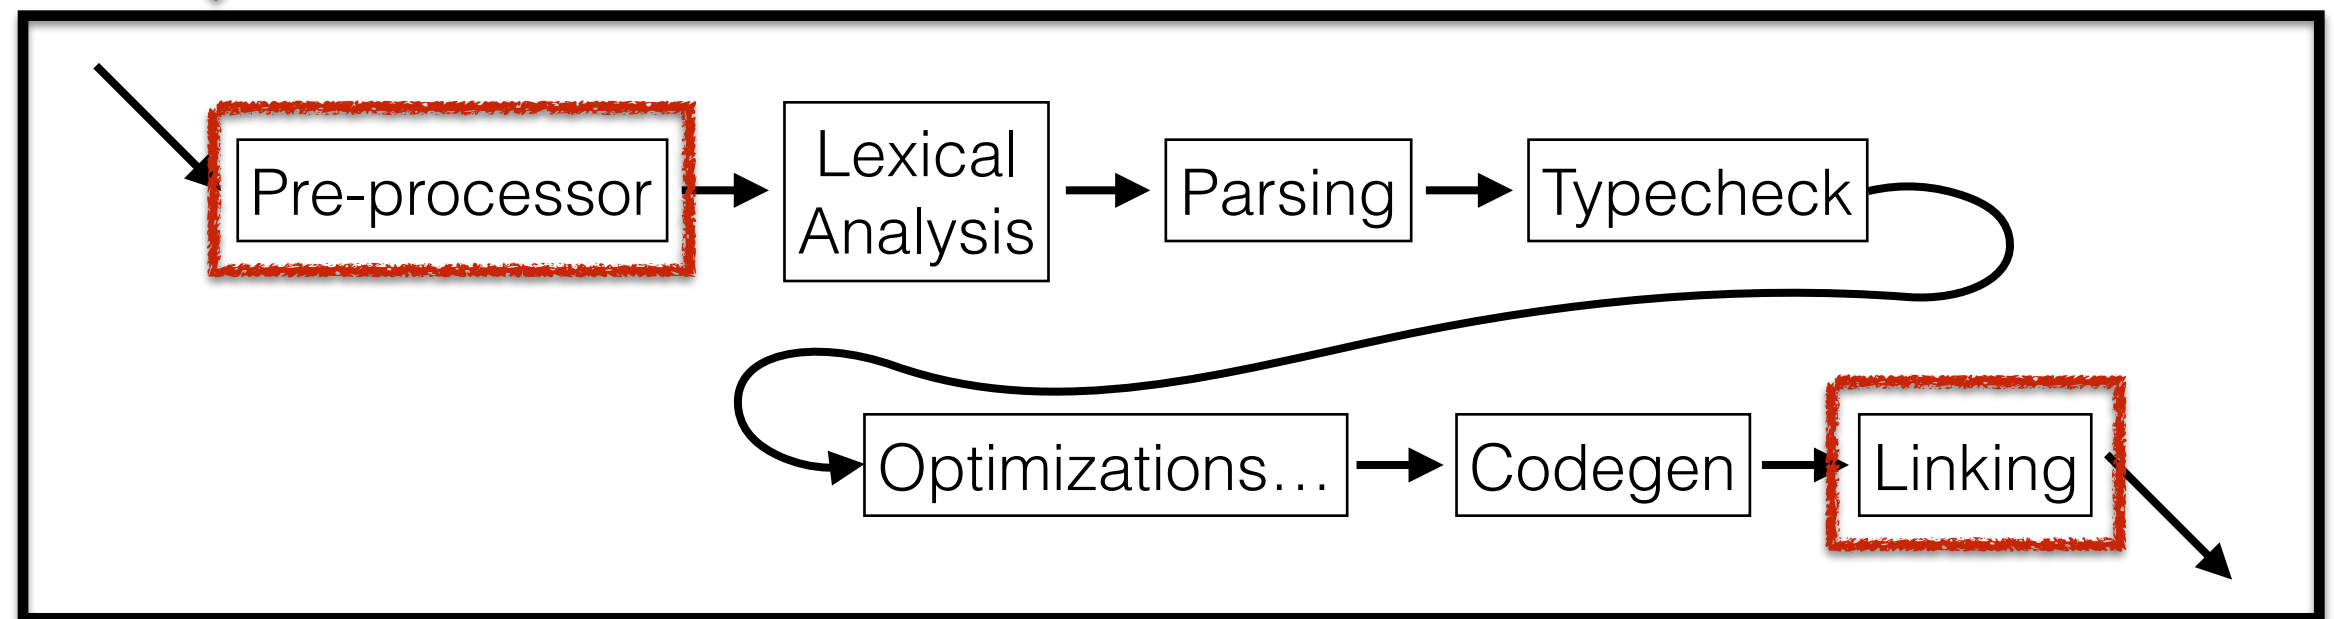 Pre-processor
Lexical
Analysis
Parsing
Typecheck
Optimizations…
Codegen
Linking